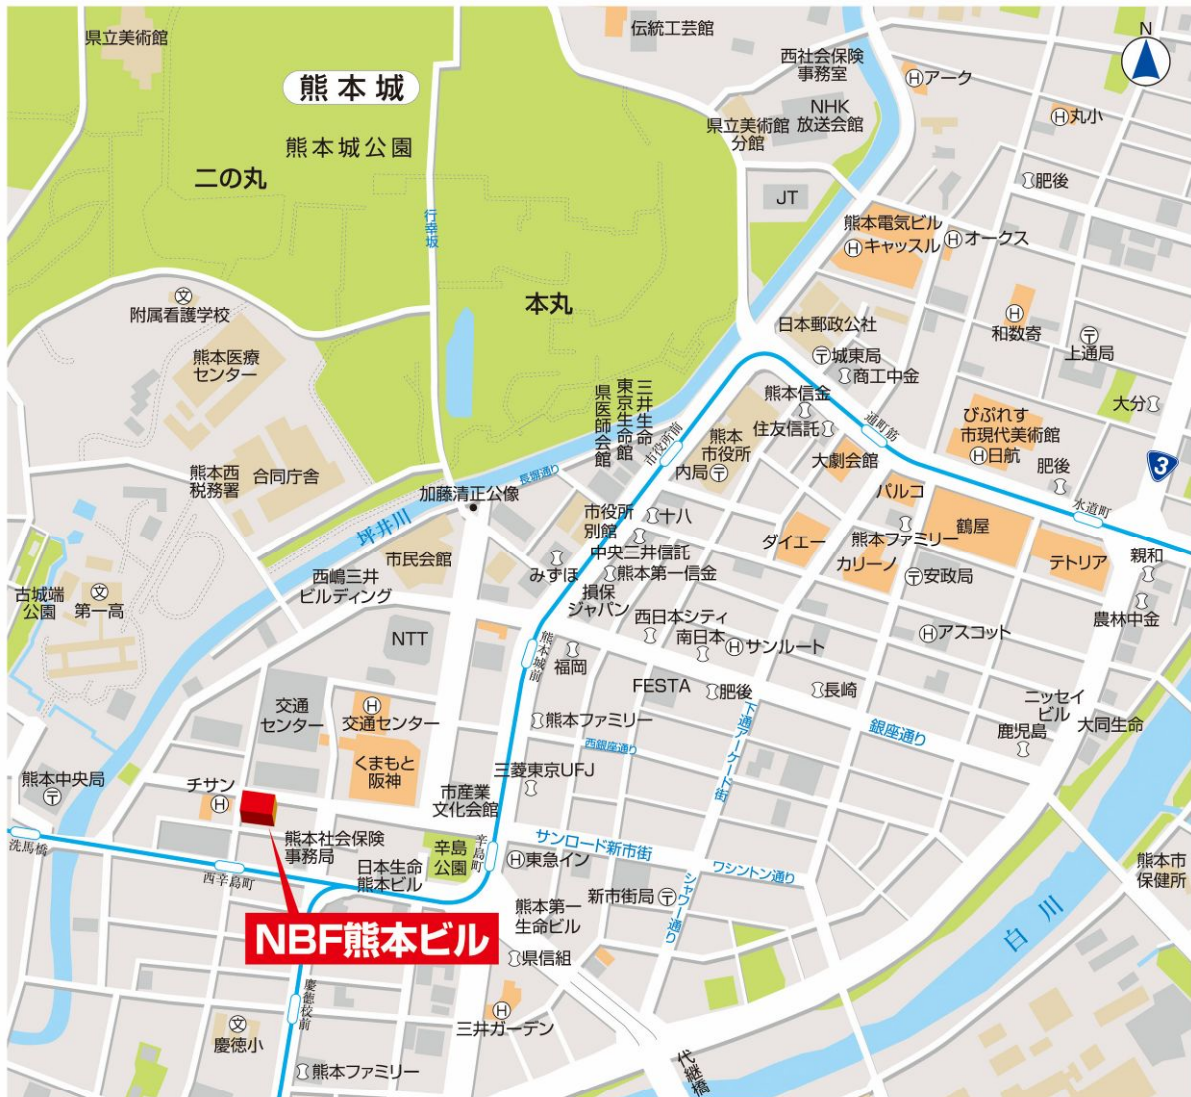 県立美術館
伝統工芸館
N
西社会保険
事務室
アーク
熊本城
NHK
放送会館
県立美術館
分館
丸小
熊本城公園
二の丸
肥後
JT
行幸坂
熊本電気ビル
キャッスル
オークス
文
附属看護学校
本丸
日本郵政公社
和数寄
上通局
城東局
商工中金
熊本医療
センター
三井生命
東京生命館
県医師会館
熊本信金
住友信託
通町筋
大分
びぷれす
市現代美術館
日航
市役所前
熊本
市役所
内局
大劇会館
肥後
3
熊本西
税務署
合同庁舎
長塀通り
加藤清正公像
坪井川
市役所
別館
十八
パルコ
鶴屋
水道町
市民会館
中央三井信託
ダイエー
熊本ファミリー
カリーノ
テトリア
親和
みずほ
熊本第一信金
安政局
西嶋三井
ビルディング
損保
ジャパン
古城端
公園
文
第一高
農林中金
西日本シティ
南日本
サンルート
アスコット
NTT
熊本城前
福岡
FESTA
肥後
長崎
ニッセイ
ビル
大同生命
交通
センター
交通センター
熊本ファミリー
下通アーケード街
銀座通り
鹿児島
西銀座通り
くまもと
阪神
三菱東京UFJ
熊本中央局
チサン
市産業
文化会館
洗馬橋
熊本社会保険
事務局
辛島
公園
辛島町
サンロード新市街
東急イン
ワシントン通り
熊本市
保健所
西辛島町
日本生命
熊本ビル
新市街局
シャワー通り
NBF熊本ビル
熊本第一
生命ビル
白川
県信組
慶徳校前
文
慶徳小
三井ガーデン
熊本ファミリー
代継橋